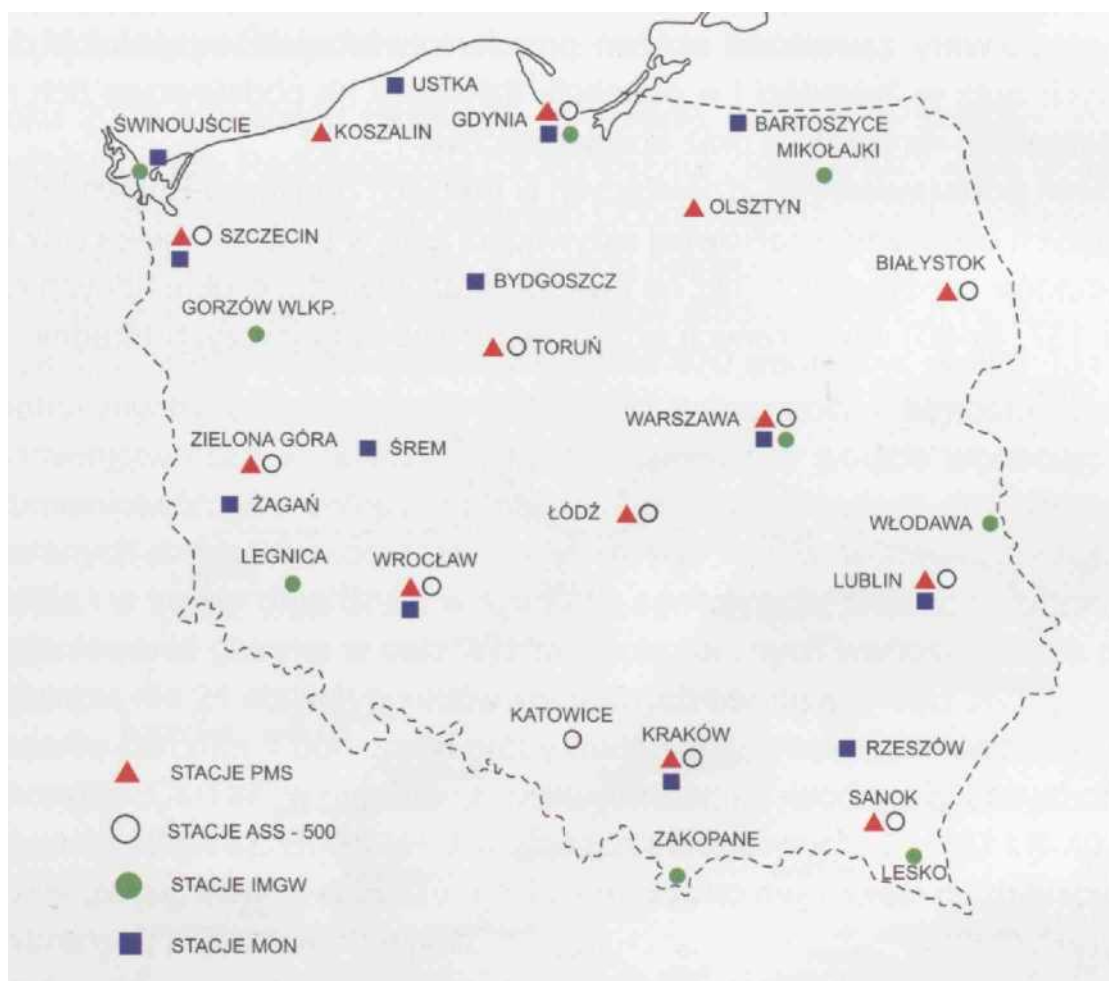 USTKA
GDYNIA
KOSZALIN
ŚWINOUJŚCIE
BARTOSZYCE
MIKOŁAJKI
OLSZTYN
SZCZECIN
BYDGOSZCZ
BIAŁYSTOK
GORZÓW WLKP.
TORUŃ
WARSZAWA
ZIELONA GÓRA
ŚREM
ŻAGAŃ
ŁÓDŹ
WŁODAWA
LEGNICA
WROCŁAW
LUBLIN
KATOWICE
KRAKÓW
RZESZÓW
SANOK
ZAKOPANE
LESKO
STACJE PMS
STACJE ASS - 500
STACJE IMGW
STACJE MON